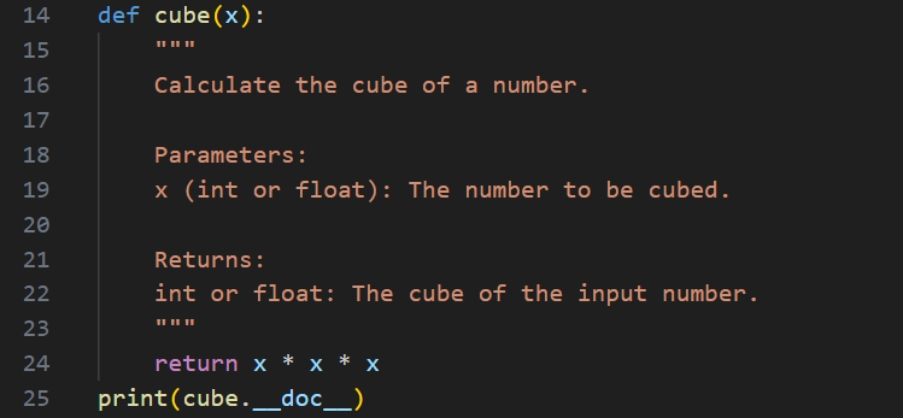 14 def cube(x):
15     """
16     Calculate the cube of a number.
17
18     Parameters:
19     x (int or float): The number to be cubed.
20
21     Returns:
22     int or float: The cube of the input number.
23     """
24     return x * x * x
25 print(cube.__doc__)